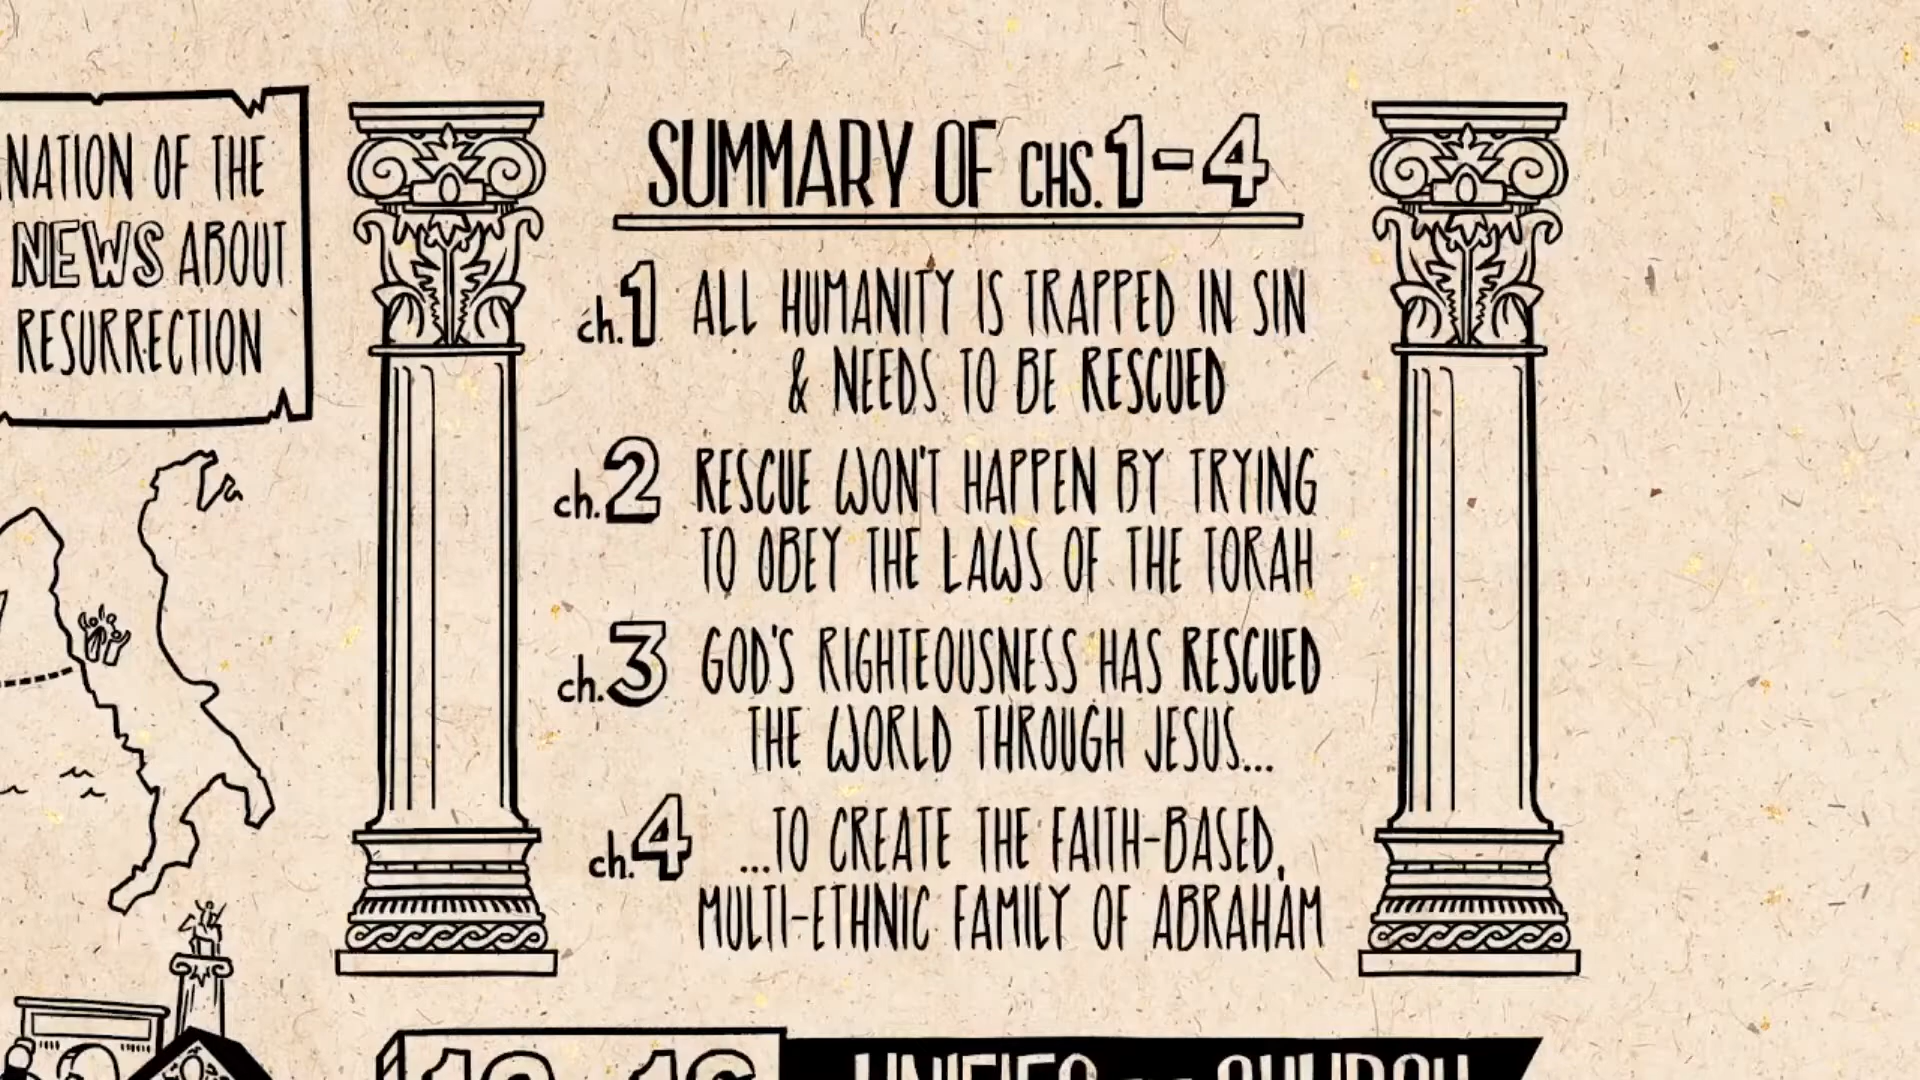 NATION OF THE
NEWS ABOUT
RESURRECTION
SUMMARY OF CHS. 1-4
ch. 1 ALL HUMANITY IS TRAPPED IN SIN
& NEEDS TO BE RESCUED
ch. 2 RESCUE WON'T HAPPEN BY TRYING
TO OBEY THE LAWS OF THE TORAH
ch. 3 GOD'S RIGHTEOUSNESS HAS RESCUED
THE WORLD THROUGH JESUS...
ch. 4 ...TO CREATE THE FAITH-BASED,
MULTI-ETHNIC FAMILY OF ABRAHAM
UNIFIES CHURCH